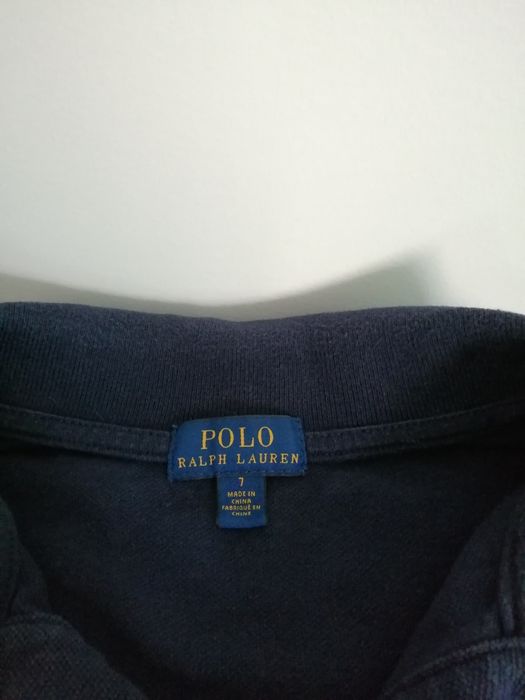 POLO
RALPH LAUREN
7
MADE IN
CHINA
FABRIQUÉ EN
CHINE